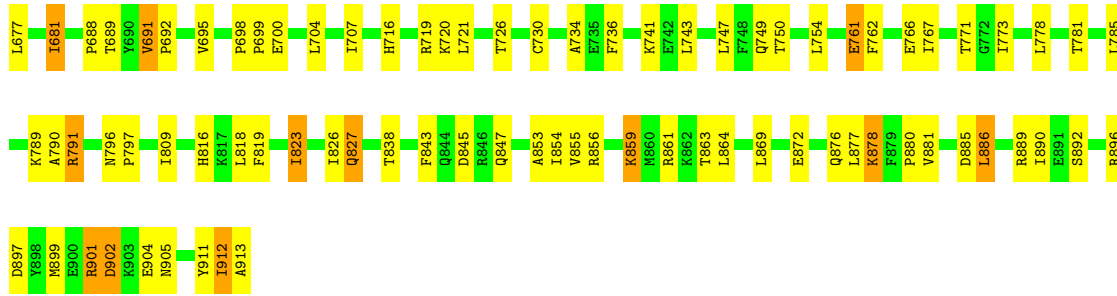 L677 I681 P688 T689 Y690 V691 P692 V695 P698 P699 E700 L704 I707 H716 R719 K720 L721 T726 C730 A734 E735 F736 K741 E742 L743 L747 F748 Q749 T750 L754 E761 F762 E766 I767 T771 G772 I773 L778 T781 L785
K789 A790 R791 N796 P797 I809 H816 K817 L818 F819 I823 I826 Q827 T838 F843 Q844 D845 R846 Q847 A853 I854 V855 R856 K859 M860 R861 K862 T863 L864 L869 E872 Q876 L877 K878 F879 P880 V881 D885 L886 R889 I890 E891 S892 R896
D897 Y898 M899 E900 R901 D902 K903 E904 N905 Y911 I912 A913